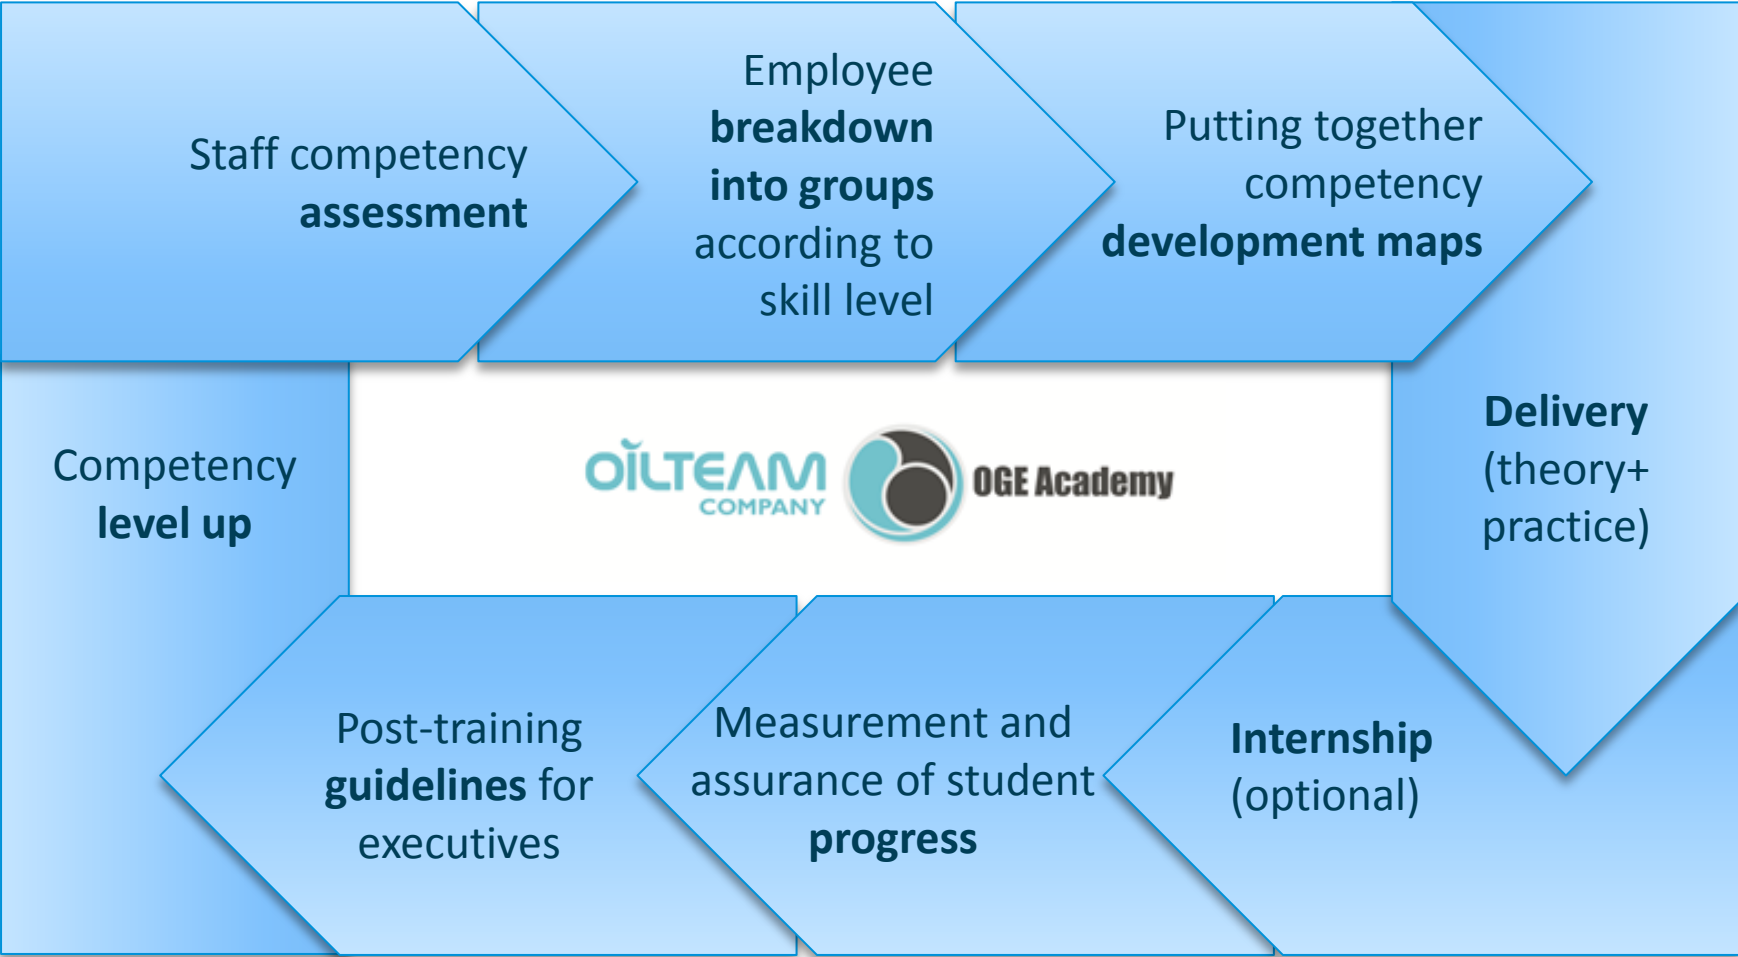 Staff competency
assessment
Employee
breakdown
into groups
according to
skill level
Putting together
competency
development maps
Delivery
(theory+
practice)
Internship
(optional)
Measurement and
assurance of student
progress
Post-training
guidelines for
executives
Competency
level up
OĬLTEAM
COMPANY
OGE Academy